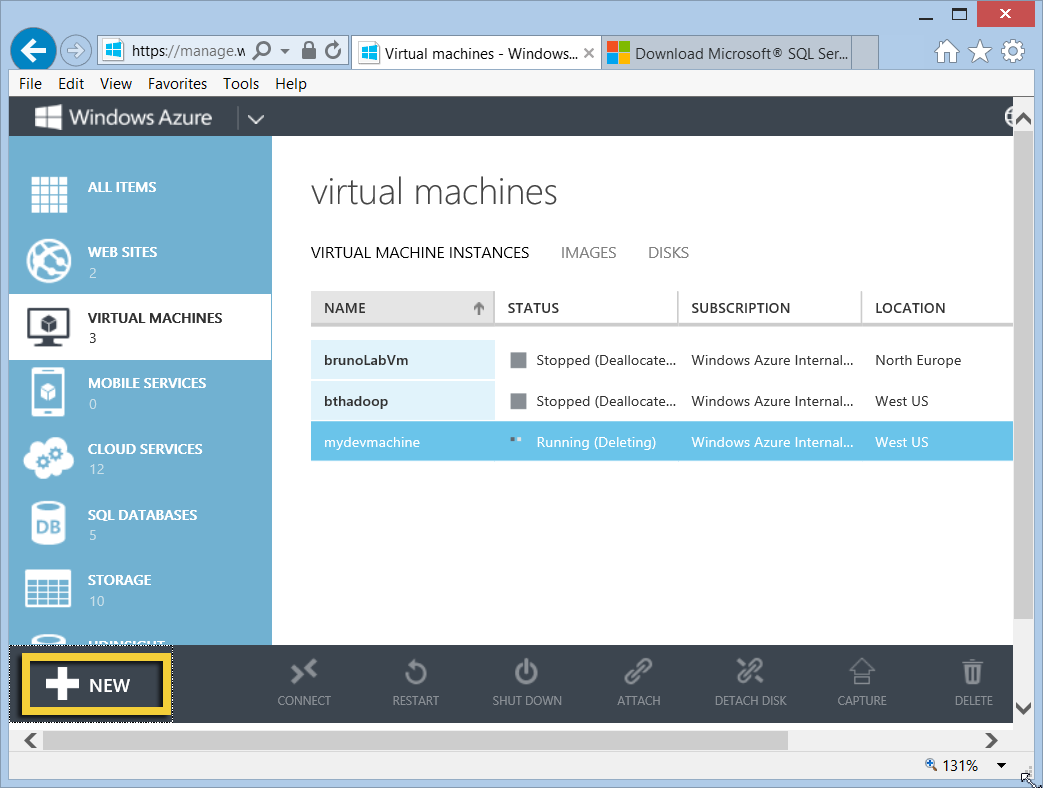 https://manage.w
Virtual machines - Windows...
Download Microsoft® SQL Ser...
File Edit View Favorites Tools Help
Windows Azure
ALL ITEMS
WEB SITES
2
VIRTUAL MACHINES
3
MOBILE SERVICES
0
CLOUD SERVICES
12
SQL DATABASES
5
DB
STORAGE
10
HDINSIGHT
virtual machines
VIRTUAL MACHINE INSTANCES IMAGES DISKS
NAME STATUS SUBSCRIPTION LOCATION
brunoLabVm Stopped (Deallocate... Windows Azure Internal... North Europe
bthadoop Stopped (Deallocate... Windows Azure Internal... West US
mydevmachine Running (Deleting) Windows Azure Internal... West US
NEW CONNECT RESTART SHUT DOWN ATTACH DETACH DISK CAPTURE DELETE
131%